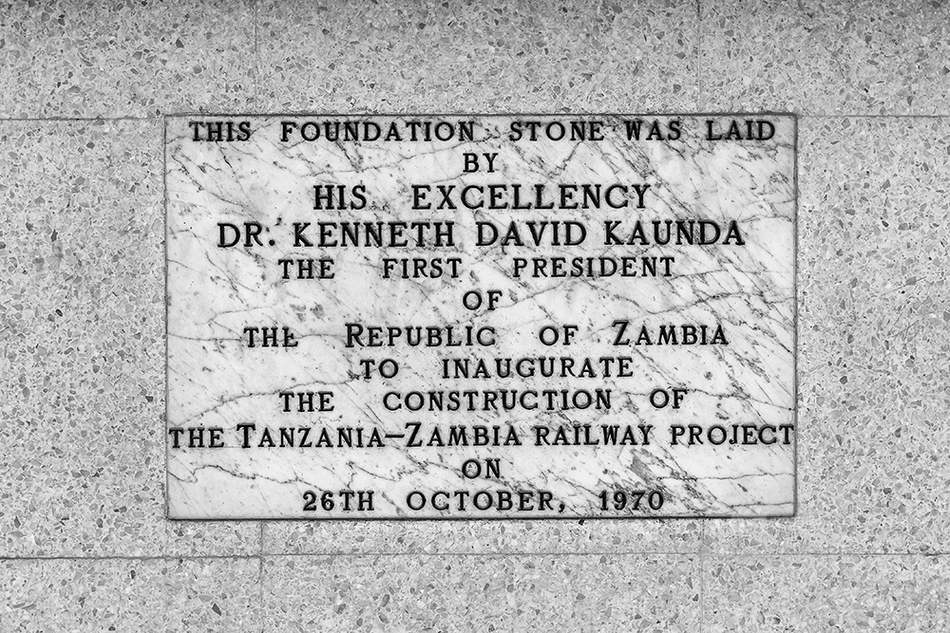 THIS FOUNDATION STONE WAS LAID
BY
HIS EXCELLENCY
DR. KENNETH DAVID KAUNDA
THE FIRST PRESIDENT
OF
THE REPUBLIC OF ZAMBIA
TO INAUGURATE
THE CONSTRUCTION OF
THE TANZANIA–ZAMBIA RAILWAY PROJECT
ON
26TH OCTOBER, 1970